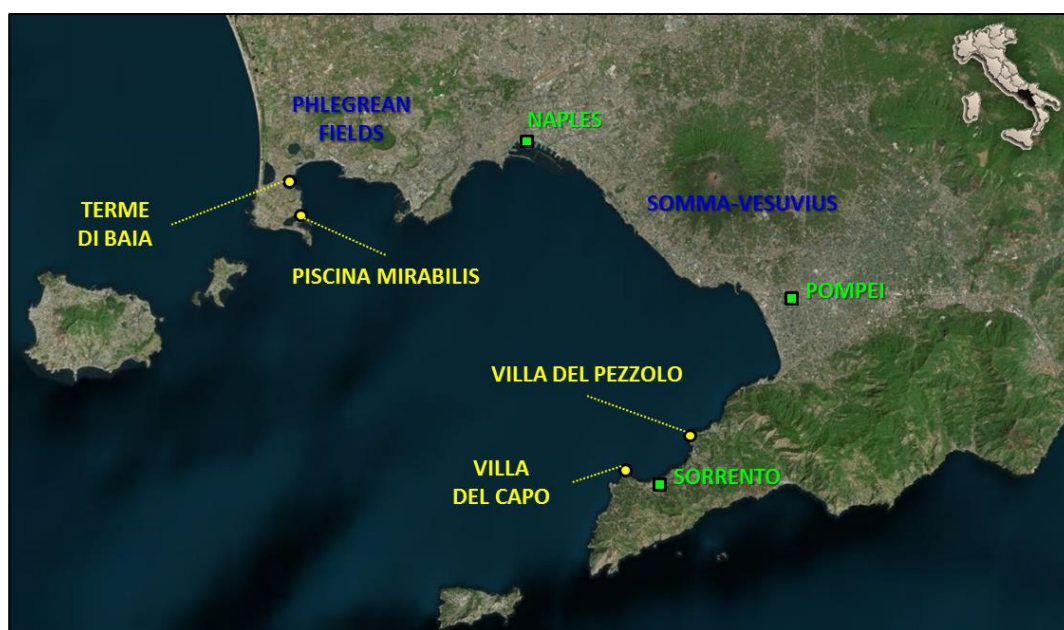 PHLEGREAN
FIELDS
NAPLES
TERME
DI BAIA
SOMMA-VESUVIUS
PISCINA MIRABILIS
POMPEI
VILLA DEL PEZZOLO
VILLA
DEL CAPO
SORRENTO